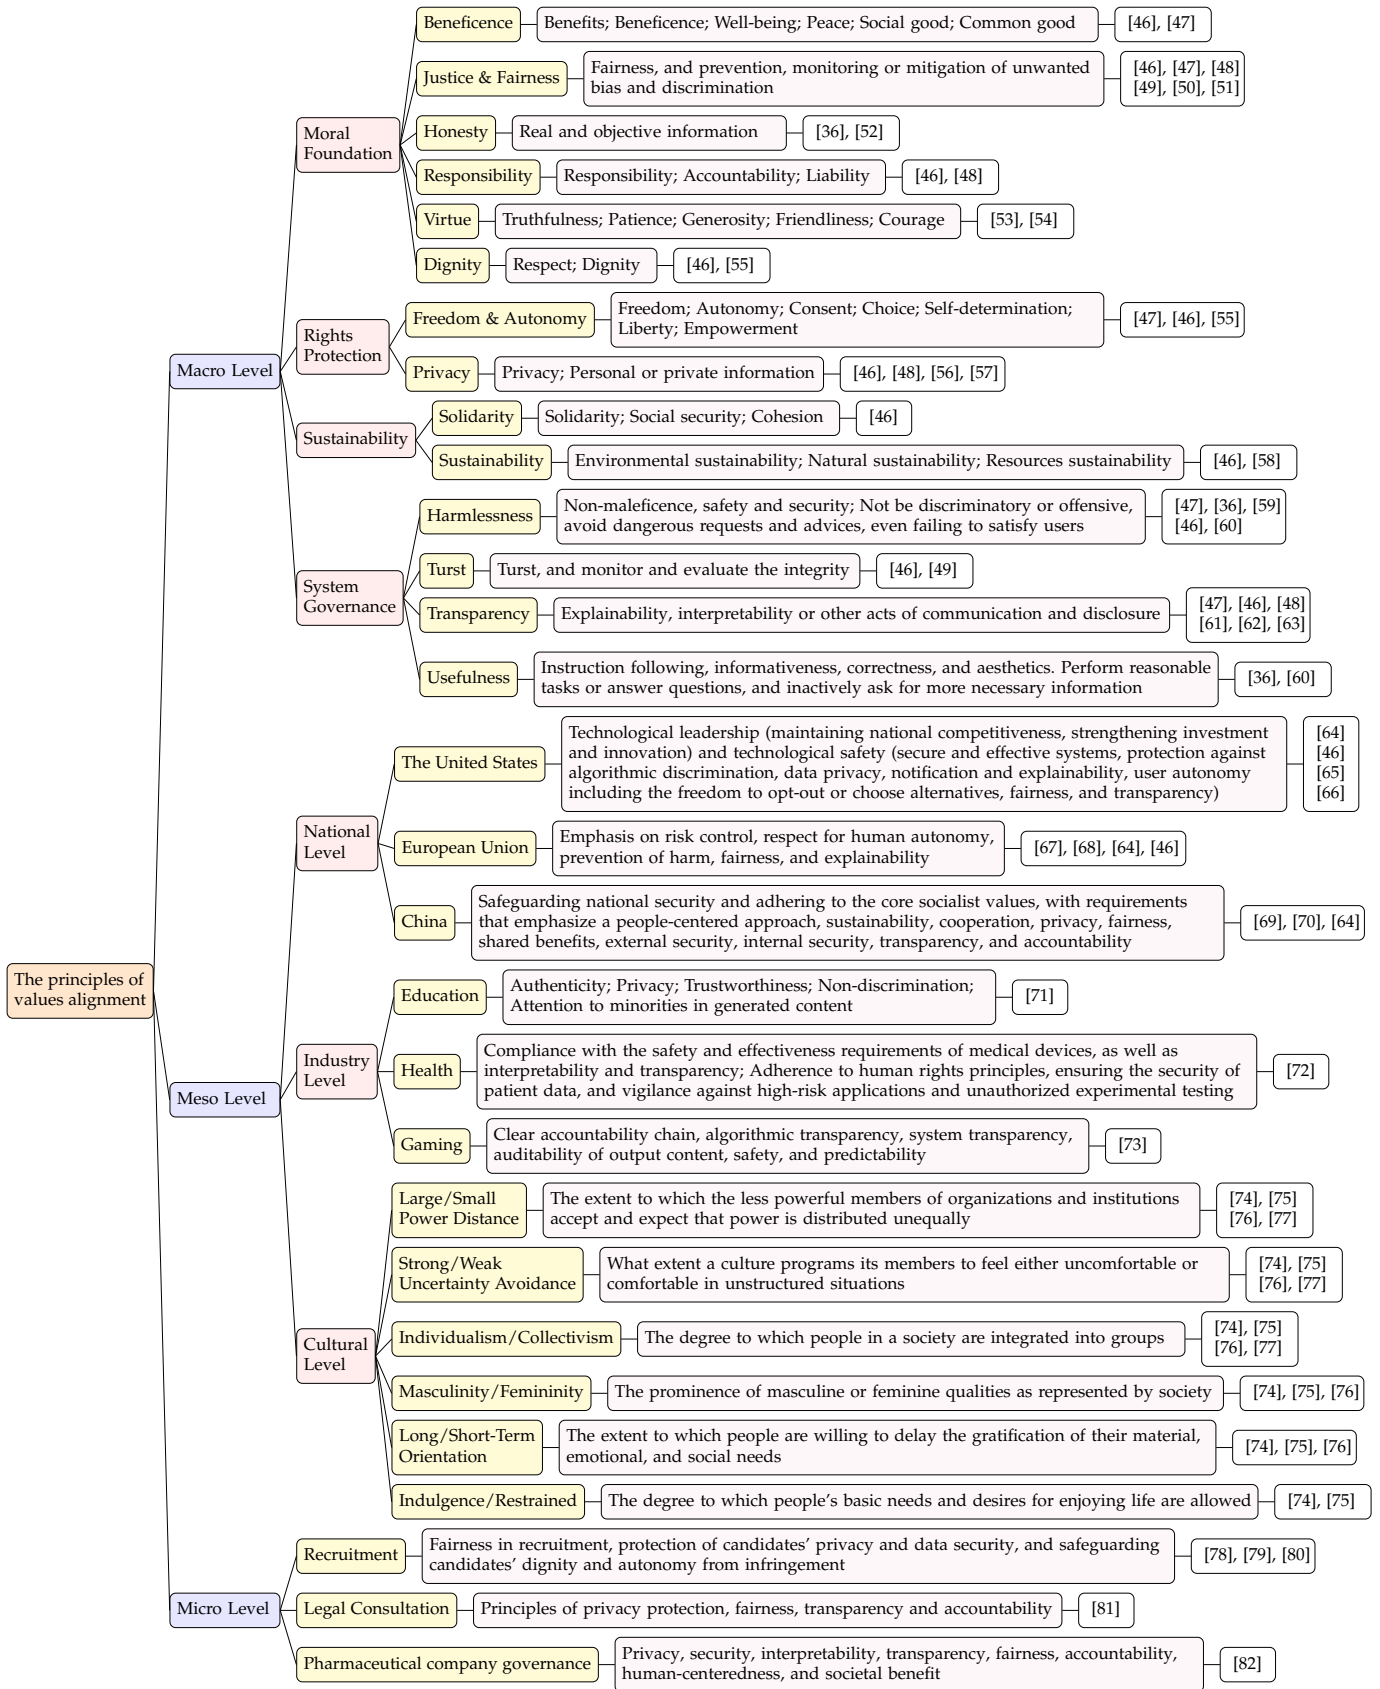 The principles of
values alignment
Macro Level
Moral
Foundation
Beneficence
Benefits; Beneficence; Well-being; Peace; Social good; Common good
[46], [47]
Justice & Fairness
Fairness, and prevention, monitoring or mitigation of unwanted
bias and discrimination
[46], [47], [48]
[49], [50], [51]
Honesty
Real and objective information
[36], [52]
Responsibility
Responsibility; Accountability; Liability
[46], [48]
Virtue
Truthfulness; Patience; Generosity; Friendliness; Courage
[53], [54]
Dignity
Respect; Dignity
[46], [55]
Rights
Protection
Freedom & Autonomy
Freedom; Autonomy; Consent; Choice; Self-determination;
Liberty; Empowerment
[47], [46], [55]
Privacy
Privacy; Personal or private information
[46], [48], [56], [57]
Sustainability
Solidarity
Solidarity; Social security; Cohesion
[46]
Sustainability
Environmental sustainability; Natural sustainability; Resources sustainability
[46], [58]
System
Governance
Harmlessness
Non-maleficence, safety and security; Not be discriminatory or offensive,
avoid dangerous requests and advices, even failing to satisfy users
[47], [36], [59]
[46], [60]
Turst
Turst, and monitor and evaluate the integrity
[46], [49]
Transparency
Explainability, interpretability or other acts of communication and disclosure
[47], [46], [48]
[61], [62], [63]
Usefulness
Instruction following, informativeness, correctness, and aesthetics. Perform reasonable
tasks or answer questions, and inactively ask for more necessary information
[36], [60]
Meso Level
National
Level
The United States
Technological leadership (maintaining national competitiveness, strengthening investment
and innovation) and technological safety (secure and effective systems, protection against
algorithmic discrimination, data privacy, notification and explainability, user autonomy
including the freedom to opt-out or choose alternatives, fairness, and transparency)
[64]
[46]
[65]
[66]
European Union
Emphasis on risk control, respect for human autonomy,
prevention of harm, fairness, and explainability
[67], [68], [64], [46]
China
Safeguarding national security and adhering to the core socialist values, with requirements
that emphasize a people-centered approach, sustainability, cooperation, privacy, fairness,
shared benefits, external security, internal security, transparency, and accountability
[69], [70], [64]
Industry
Level
Education
Authenticity; Privacy; Trustworthiness; Non-discrimination;
Attention to minorities in generated content
[71]
Health
Compliance with the safety and effectiveness requirements of medical devices, as well as
interpretability and transparency; Adherence to human rights principles, ensuring the security of
patient data, and vigilance against high-risk applications and unauthorized experimental testing
[72]
Gaming
Clear accountability chain, algorithmic transparency, system transparency,
auditability of output content, safety, and predictability
[73]
Cultural
Level
Large/Small
Power Distance
The extent to which the less powerful members of organizations and institutions
accept and expect that power is distributed unequally
[74], [75]
[76], [77]
Strong/Weak
Uncertainty Avoidance
What extent a culture programs its members to feel either uncomfortable or
comfortable in unstructured situations
[74], [75]
[76], [77]
Individualism/Collectivism
The degree to which people in a society are integrated into groups
[74], [75]
[76], [77]
Masculinity/Femininity
The prominence of masculine or feminine qualities as represented by society
[74], [75], [76]
Long/Short-Term
Orientation
The extent to which people are willing to delay the gratification of their material,
emotional, and social needs
[74], [75], [76]
Indulgence/Restrained
The degree to which people's basic needs and desires for enjoying life are allowed
[74], [75]
Micro Level
Recruitment
Fairness in recruitment, protection of candidates' privacy and data security, and safeguarding
candidates' dignity and autonomy from infringement
[78], [79], [80]
Legal Consultation
Principles of privacy protection, fairness, transparency and accountability
[81]
Pharmaceutical company governance
Privacy, security, interpretability, transparency, fairness, accountability,
human-centeredness, and societal benefit
[82]